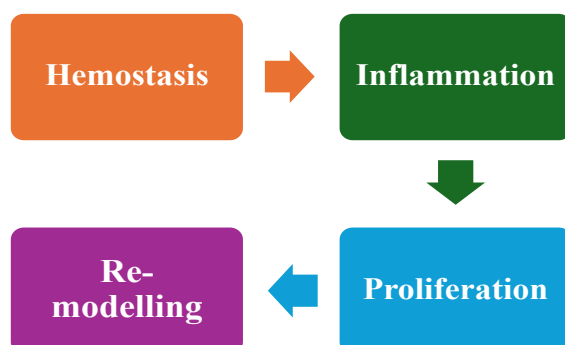 Hemostasis
Inflammation
Re-
modelling
Proliferation